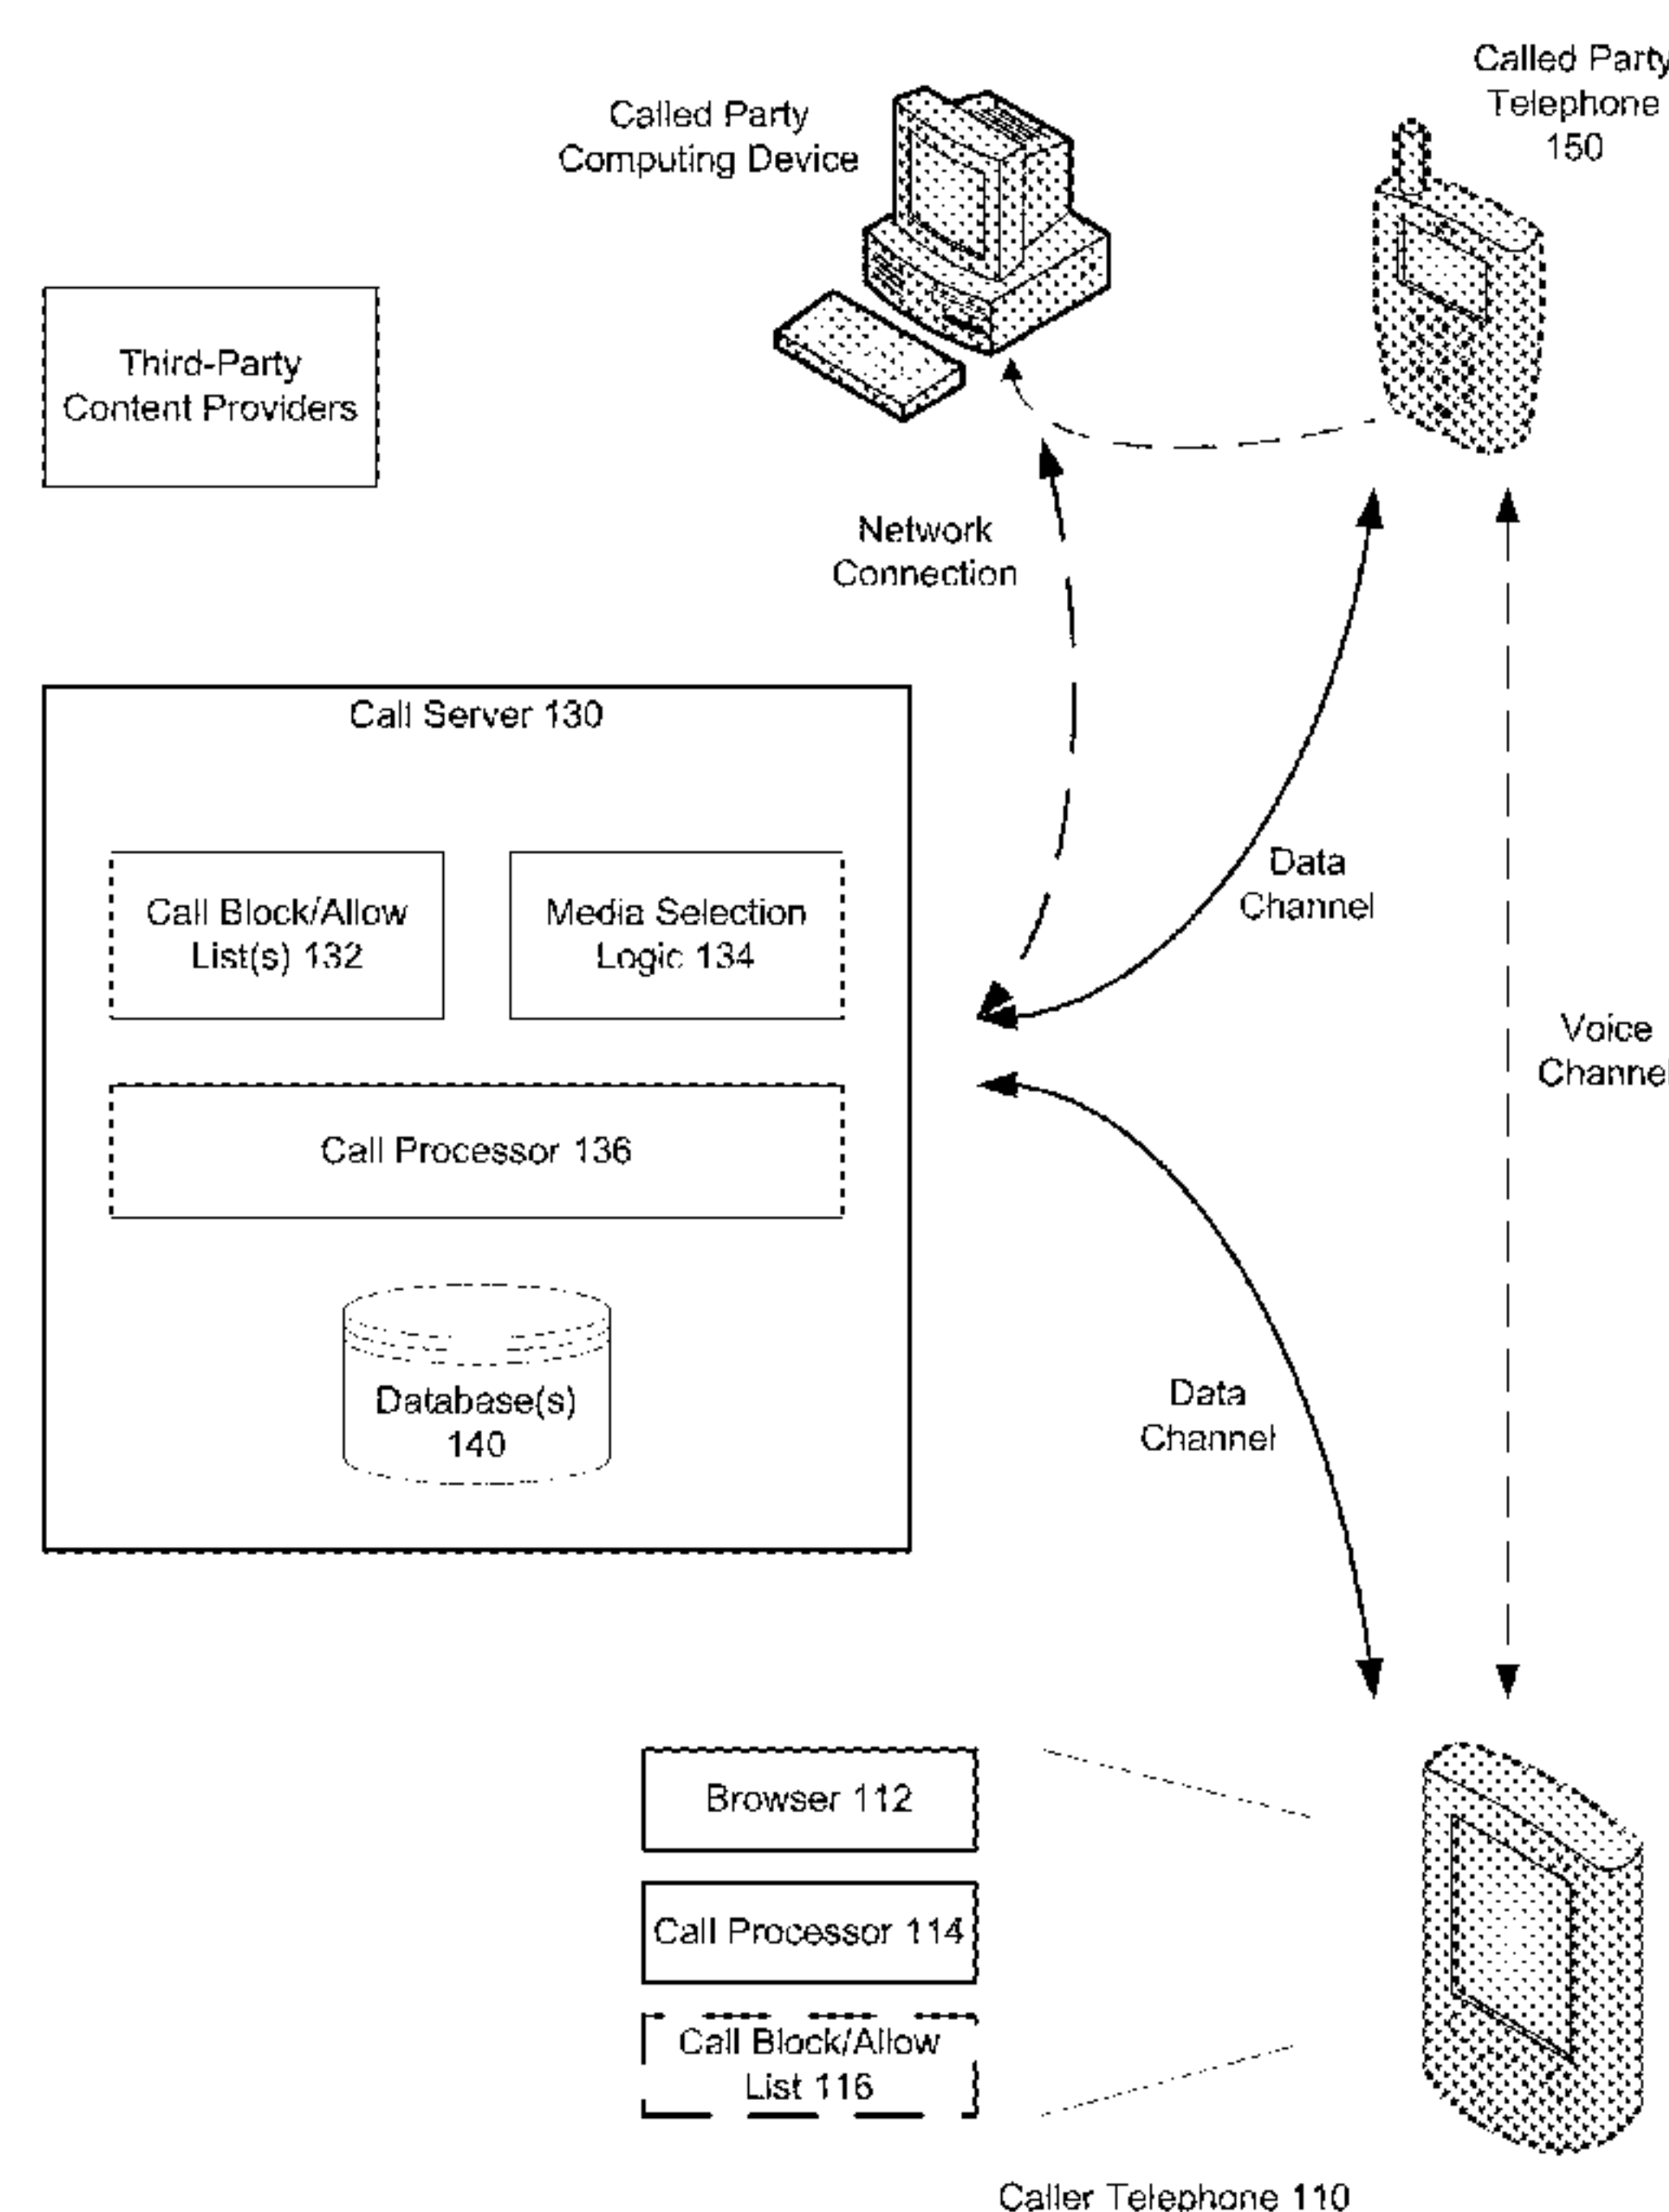 Called Party
Telephone
150
Called Party
Computing Device
Third-Party
Content Providers
Network
Connection
Call Server 130
Call Block/Allow
List(s) 132
Media Selection
Logic 134
Data
Channel
Voice
Channel
Call Processor 136
Database(s)
140
Data
Channel
Browser 112
Call Processor 114
Call Block/Allow
List 116
Caller Telephone 110